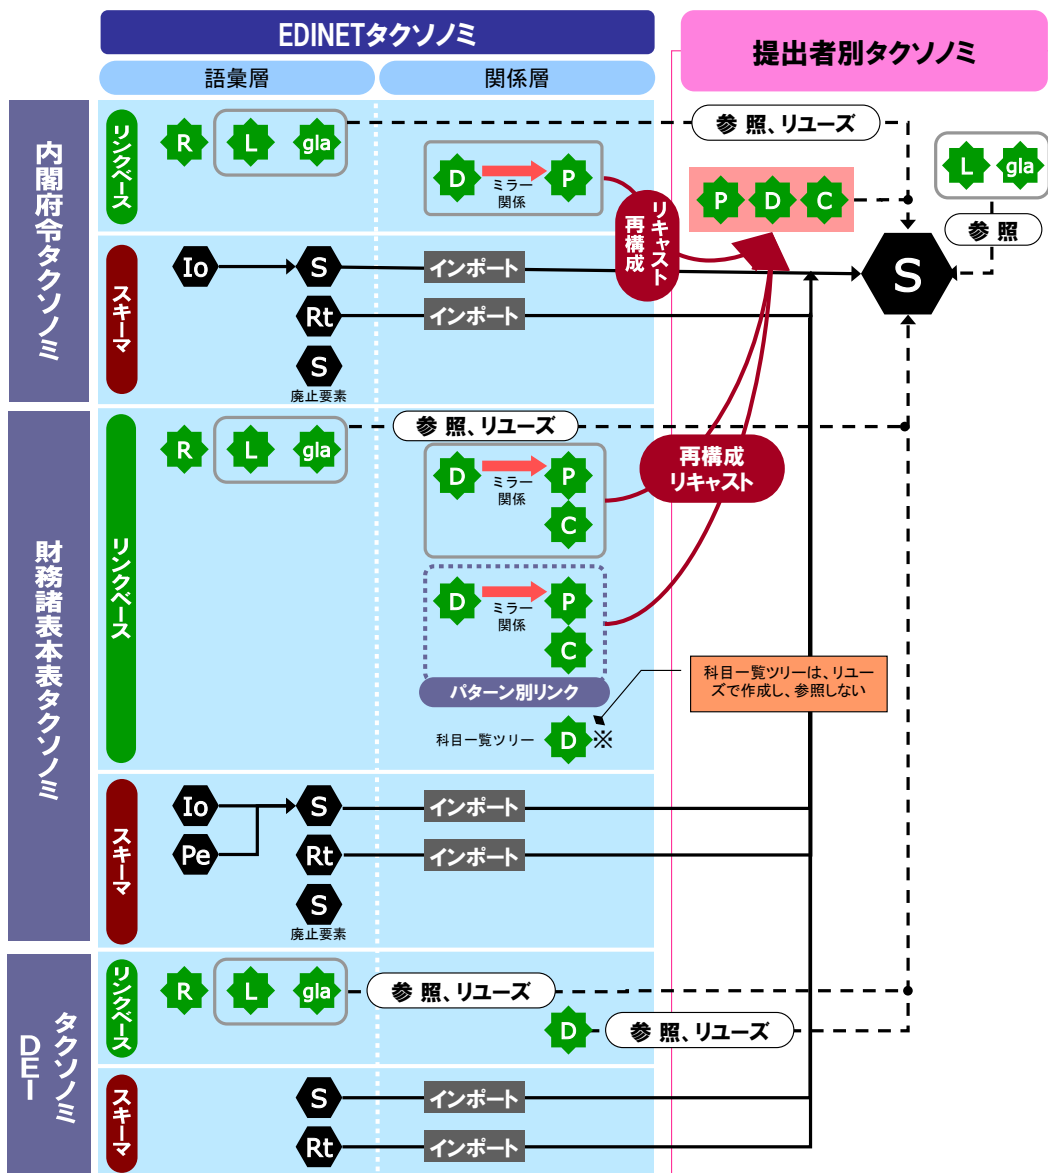 EDINETタクソノミ
提出者別タクソノミ
語彙層
関係層
内閣府令タクソノミ
リンクベース
R
L
gla
D
ミラー
関係
P
参照、リユーズ
リキャスト
再構成
P
D
C
L
gla
参照
S
スキーマ
Io
S
インポート
Rt
インポート
S
廃止要素
財務諸表本表タクソノミ
リンクベース
R
L
gla
参照、リユーズ
D
ミラー
関係
P
C
再構成
リキャスト
D
ミラー
関係
P
C
パターン別リンク
科目一覧ツリー
D
※
科目一覧ツリーは、リユー
ズで作成し、参照しない
スキーマ
Io
S
インポート
Pe
Rt
インポート
S
廃止要素
タクソノミ
DEI
リンクベース
R
L
gla
参照、リユーズ
D
参照、リユーズ
スキーマ
S
インポート
Rt
インポート